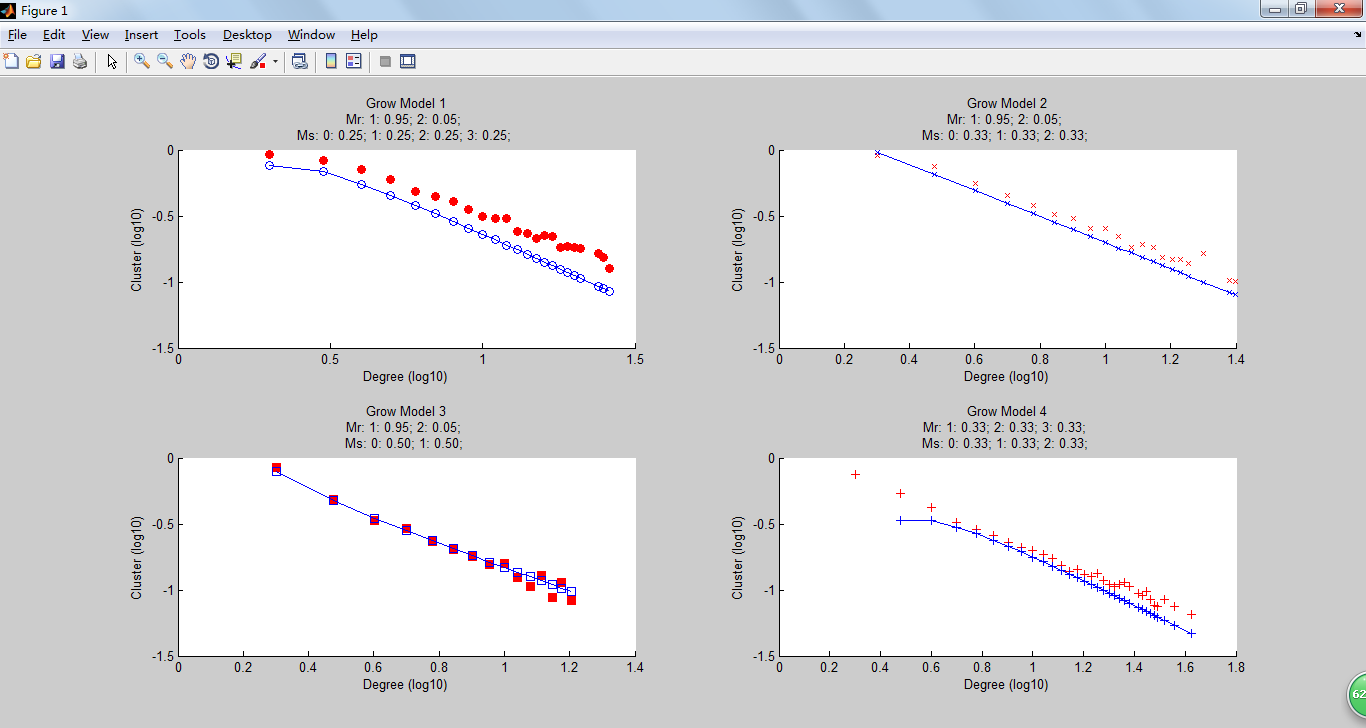 Figure 1
File Edit View Insert Tools Desktop Window Help
Grow Model 1
Mr: 1: 0.95; 2: 0.05;
Ms: 0: 0.25; 1: 0.25; 2: 0.25; 3: 0.25;
0
-0.5
-1
-1.5
Cluster (log10)
0 0.5 1 1.5
Degree (log10)
Grow Model 2
Mr: 1: 0.95; 2: 0.05;
Ms: 0: 0.33; 1: 0.33; 2: 0.33;
0
-0.5
-1
-1.5
Cluster (log10)
0 0.2 0.4 0.6 0.8 1 1.2 1.4
Degree (log10)
Grow Model 3
Mr: 1: 0.95; 2: 0.05;
Ms: 0: 0.50; 1: 0.50;
0
-0.5
-1
-1.5
Cluster (log10)
0 0.2 0.4 0.6 0.8 1 1.2 1.4
Degree (log10)
Grow Model 4
Mr: 1: 0.33; 2: 0.33; 3: 0.33;
Ms: 0: 0.33; 1: 0.33; 2: 0.33;
0
-0.5
-1
-1.5
Cluster (log10)
0 0.2 0.4 0.6 0.8 1 1.2 1.4 1.6 1.8
Degree (log10)
62